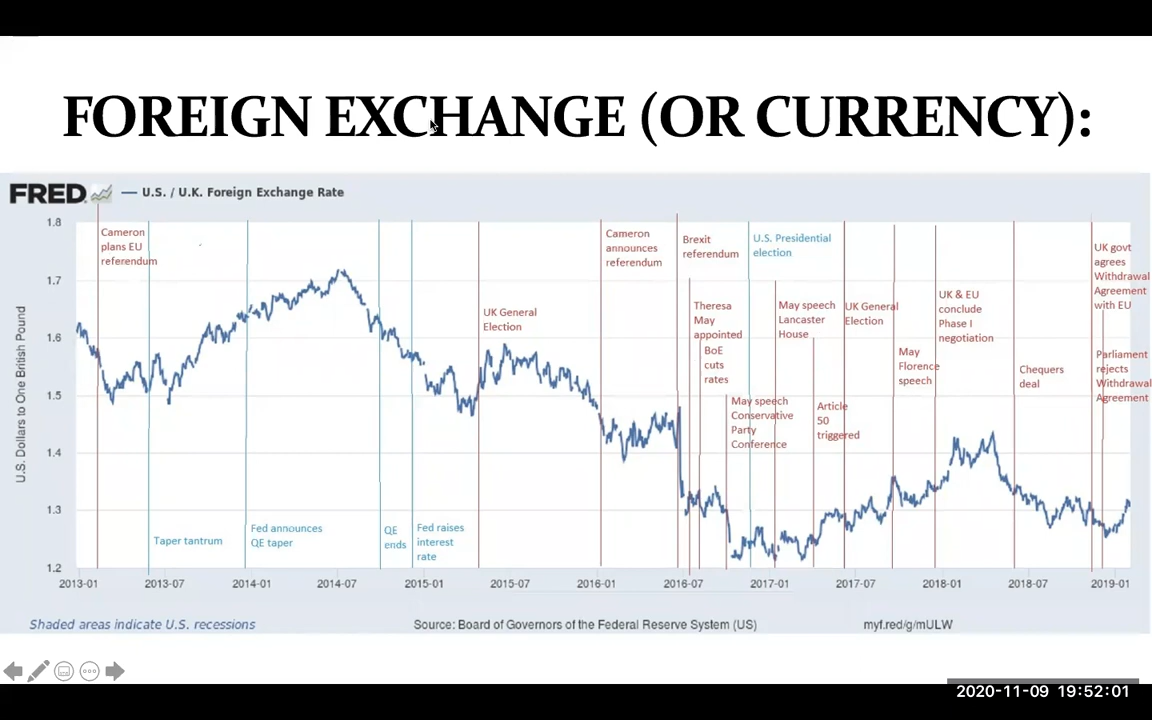 FOREIGN EXCHANGE (OR CURRENCY):
FRED
U.S. / U.K. Foreign Exchange Rate
U.S. Dollars to One British Pound
1.8
1.7
1.6
1.5
1.4
1.3
1.2
Cameron
plans EU
referendum
Taper tantrum
Fed announces
QE taper
QE
ends
Fed raises
interest
rate
UK General
Election
Cameron
announces
referendum
Brexit
referendum
Theresa
May
appointed
BoE
cuts
rates
May speech
Conservative
Party
Conference
U.S. Presidential
election
May speech
Lancaster
House
Article
50
triggered
UK General
Election
May
Florence
speech
UK & EU
conclude
Phase I
negotiation
Chequers
deal
UK govt
agrees
Withdrawal
Agreement
with EU
Parliament
rejects
Withdrawal
Agreement
2013-01
2013-07
2014-01
2014-07
2015-01
2015-07
2016-01
2016-07
2017-01
2017-07
2018-01
2018-07
2019-01
Shaded areas indicate U.S. recessions
Source: Board of Governors of the Federal Reserve System (US)
myf.red/g/mULW
2020-11-09 19:52:01